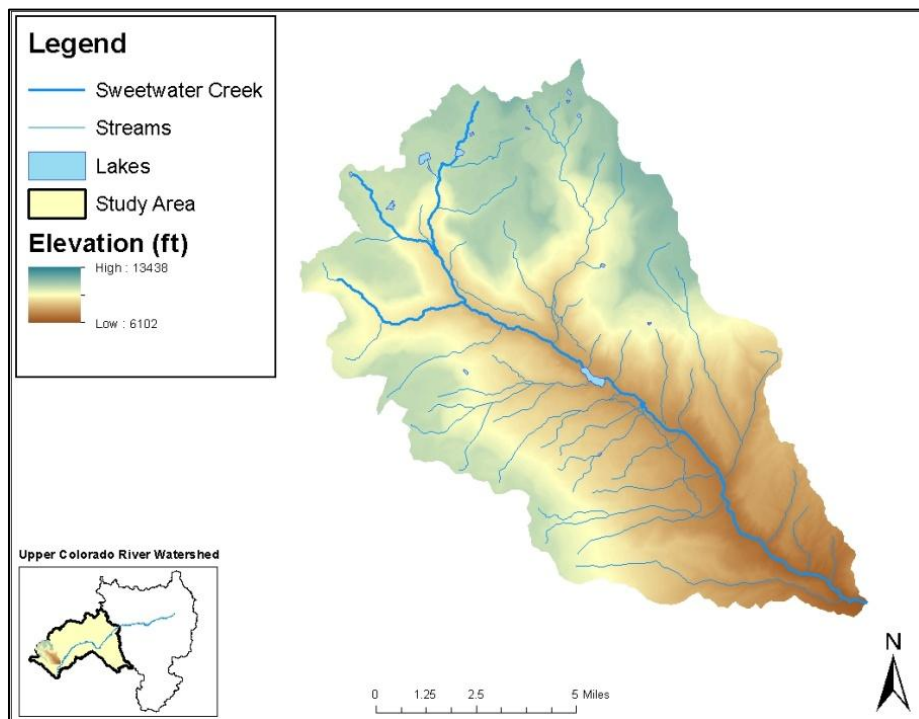 Legend
Sweetwater Creek
Streams
Lakes
Study Area
Elevation (ft)
High : 13438
Low : 6102
Upper Colorado River Watershed
0 1.25 2.5 5 Miles
N